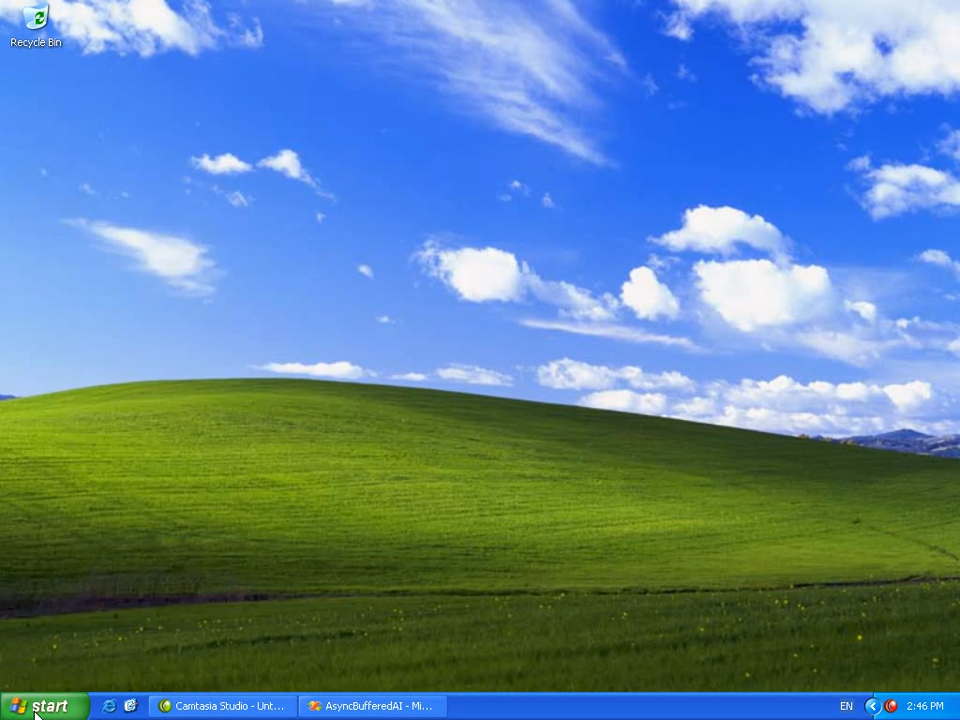 Recycle Bin
start
Camtasia Studio - Unt...
AsyncBufferedAI - Mi...
EN
2:46 PM